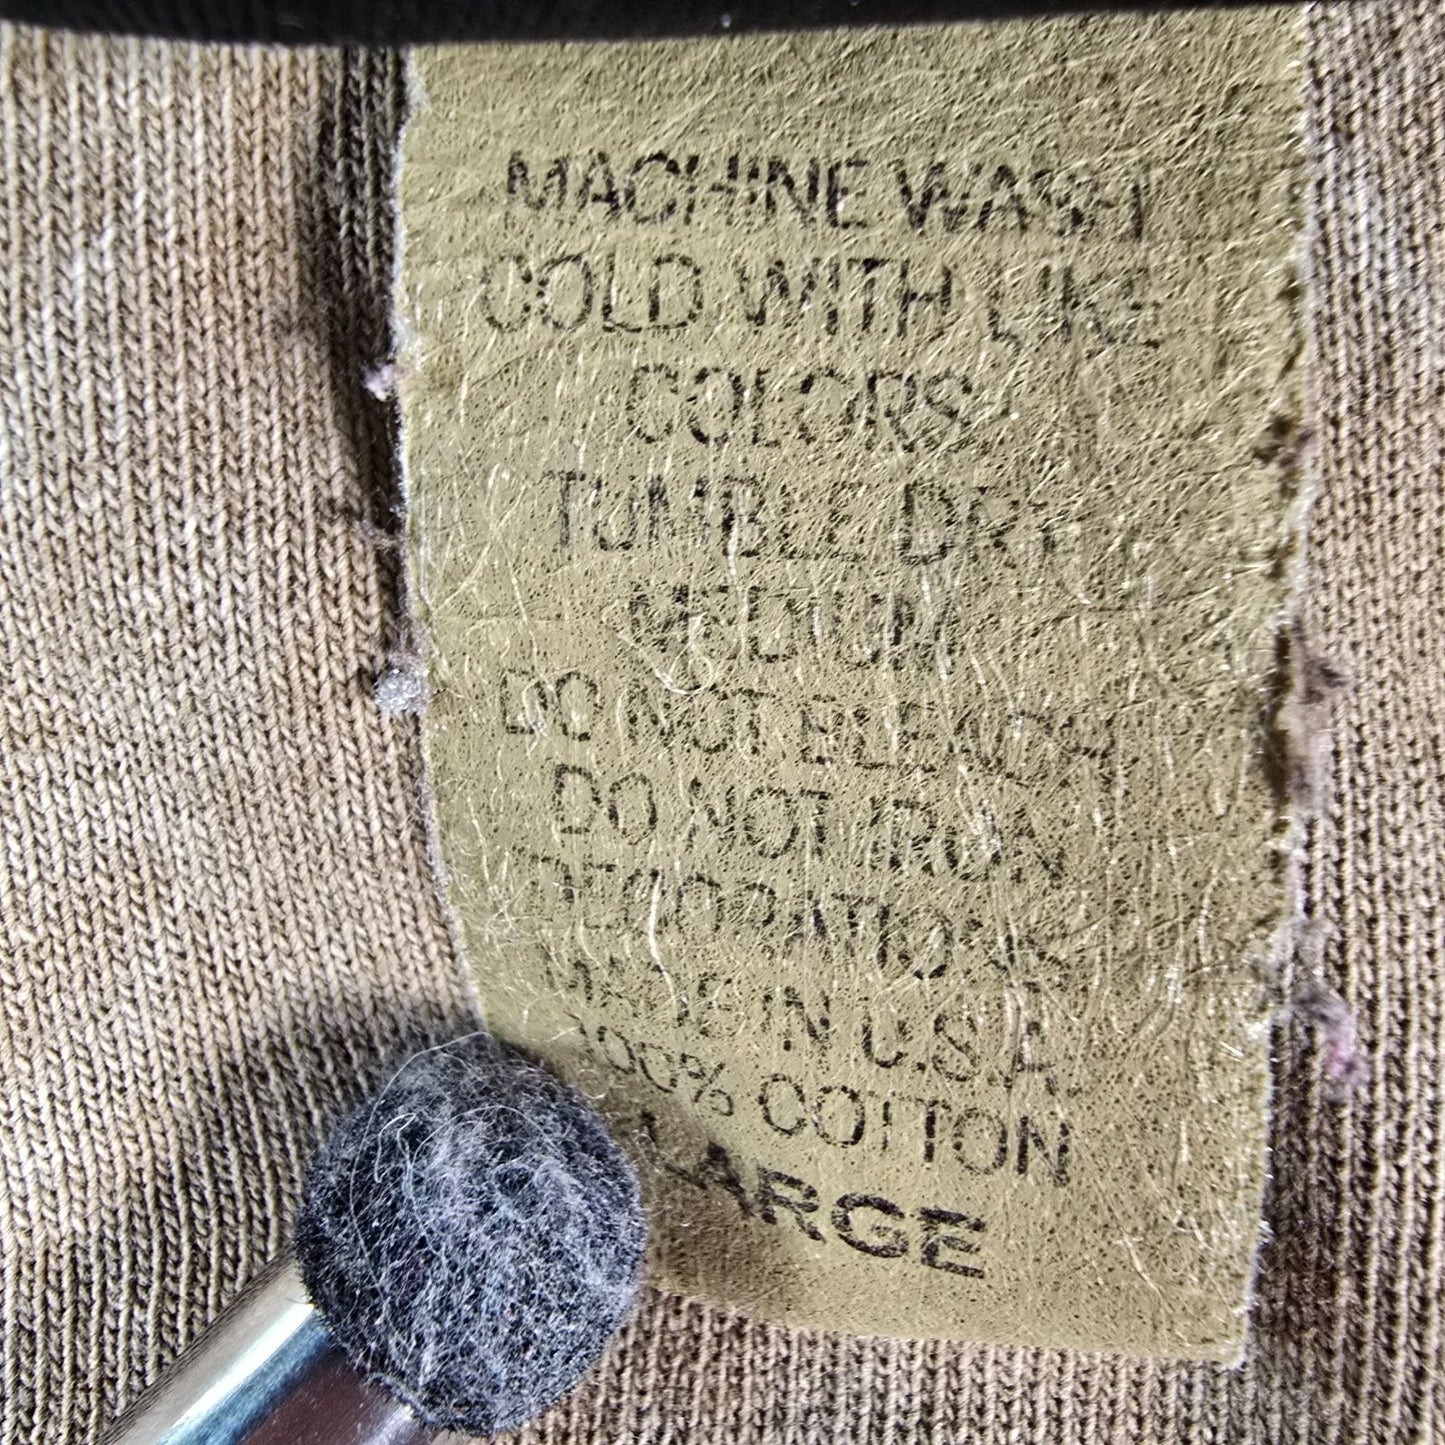 MACHINE WASH
COLD WITH LIKE
COLORS
TUMBLE DRY
MEDIUM
DO NOT BLEACH
DO NOT IRON
DECORATIONS
MADE IN U.S.A.
100% COTTON
LARGE